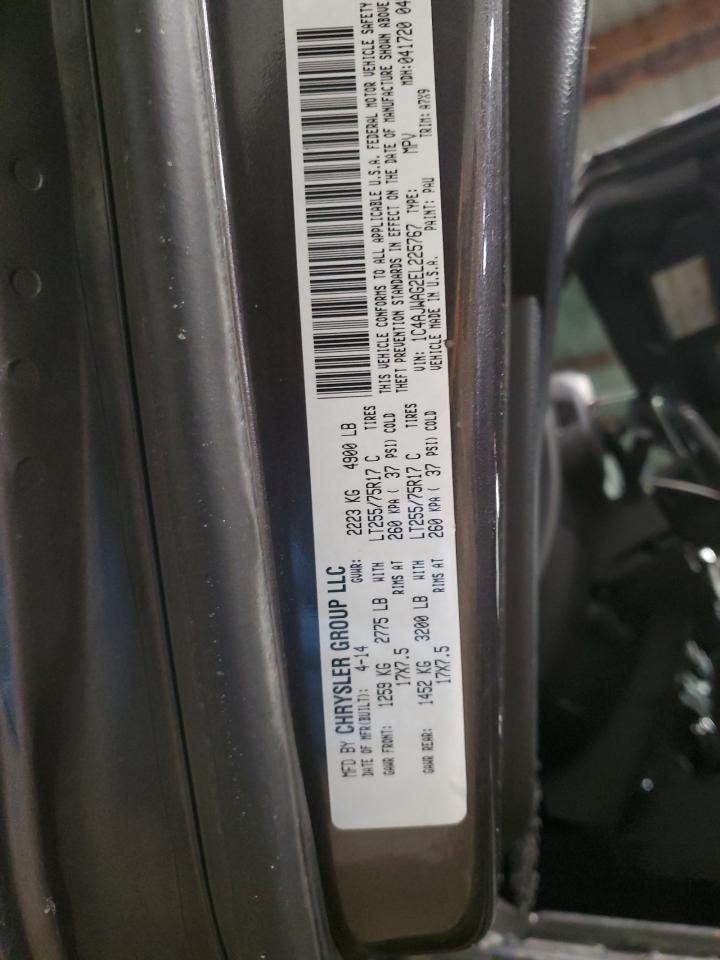 MFD BY CHRYSLER GROUP LLC
DATE OF MFR(BUILT): 4-14 GVWR: 2223 KG 4900 LB
GAWR FRONT: 1259 KG 2775 LB WITH LT255/75R17 C TIRES
17X7.5 RIMS AT 260 KPA ( 37 PSI) COLD
GAWR REAR: 1452 KG 3200 LB WITH LT255/75R17 C TIRES
17X7.5 RIMS AT 260 KPA ( 37 PSI) COLD
THIS VEHICLE CONFORMS TO ALL APPLICABLE U.S.A. FEDERAL MOTOR VEHICLE SAFETY
THEFT PREVENTION STANDARDS IN EFFECT ON THE DATE OF MANUFACTURE SHOWN ABOVE
VIN: 1C4AJWAG2EL225767 TYPE: MPV MDH:041720 04
VEHICLE MADE IN U.S.A. PAINT: PAU TRIM: A7X9